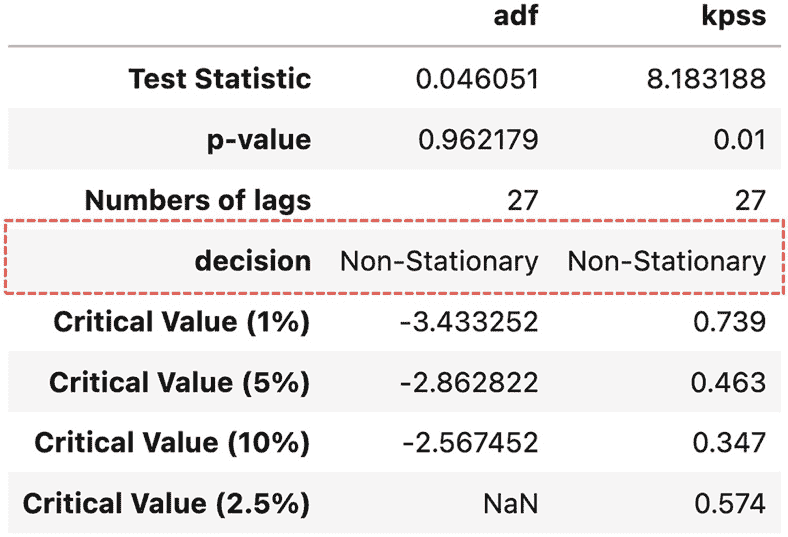 adf kpss
Test Statistic 0.046051 8.183188
p-value 0.962179 0.01
Numbers of lags 27 27
decision Non-Stationary Non-Stationary
Critical Value (1%) -3.433252 0.739
Critical Value (5%) -2.862822 0.463
Critical Value (10%) -2.567452 0.347
Critical Value (2.5%) NaN 0.574